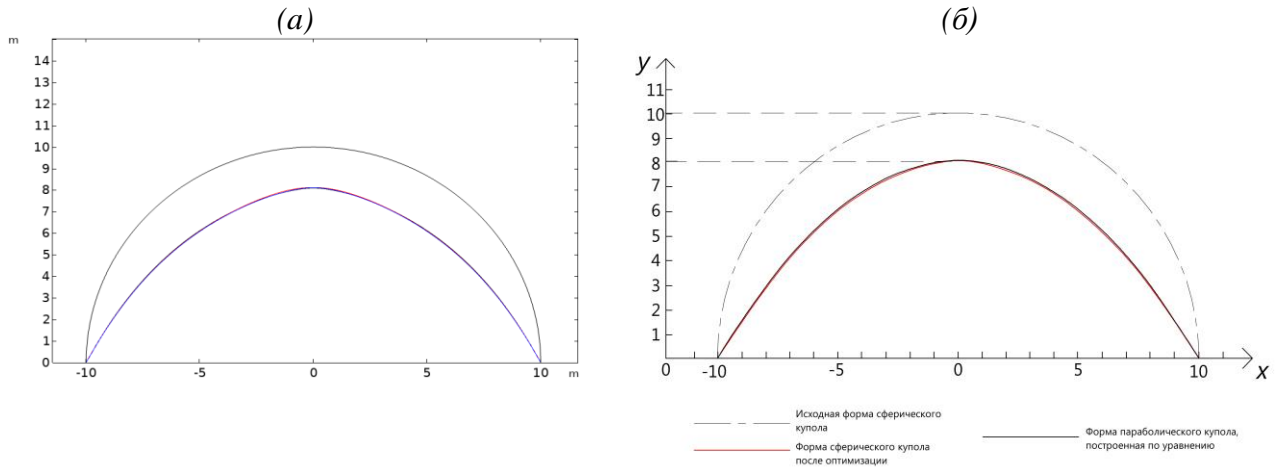 (а) (б)
m
14
13
12
11
10
9
8
7
6
5
4
3
2
1
0
-10 -5 0 5 10 m
y
11
10
9
8
7
6
5
4
3
2
1
0 -10 -5 0 5 10 x
Исходная форма сферического
купола
Форма сферического купола
после оптимизации
Форма параболического купола,
построенная по уравнению